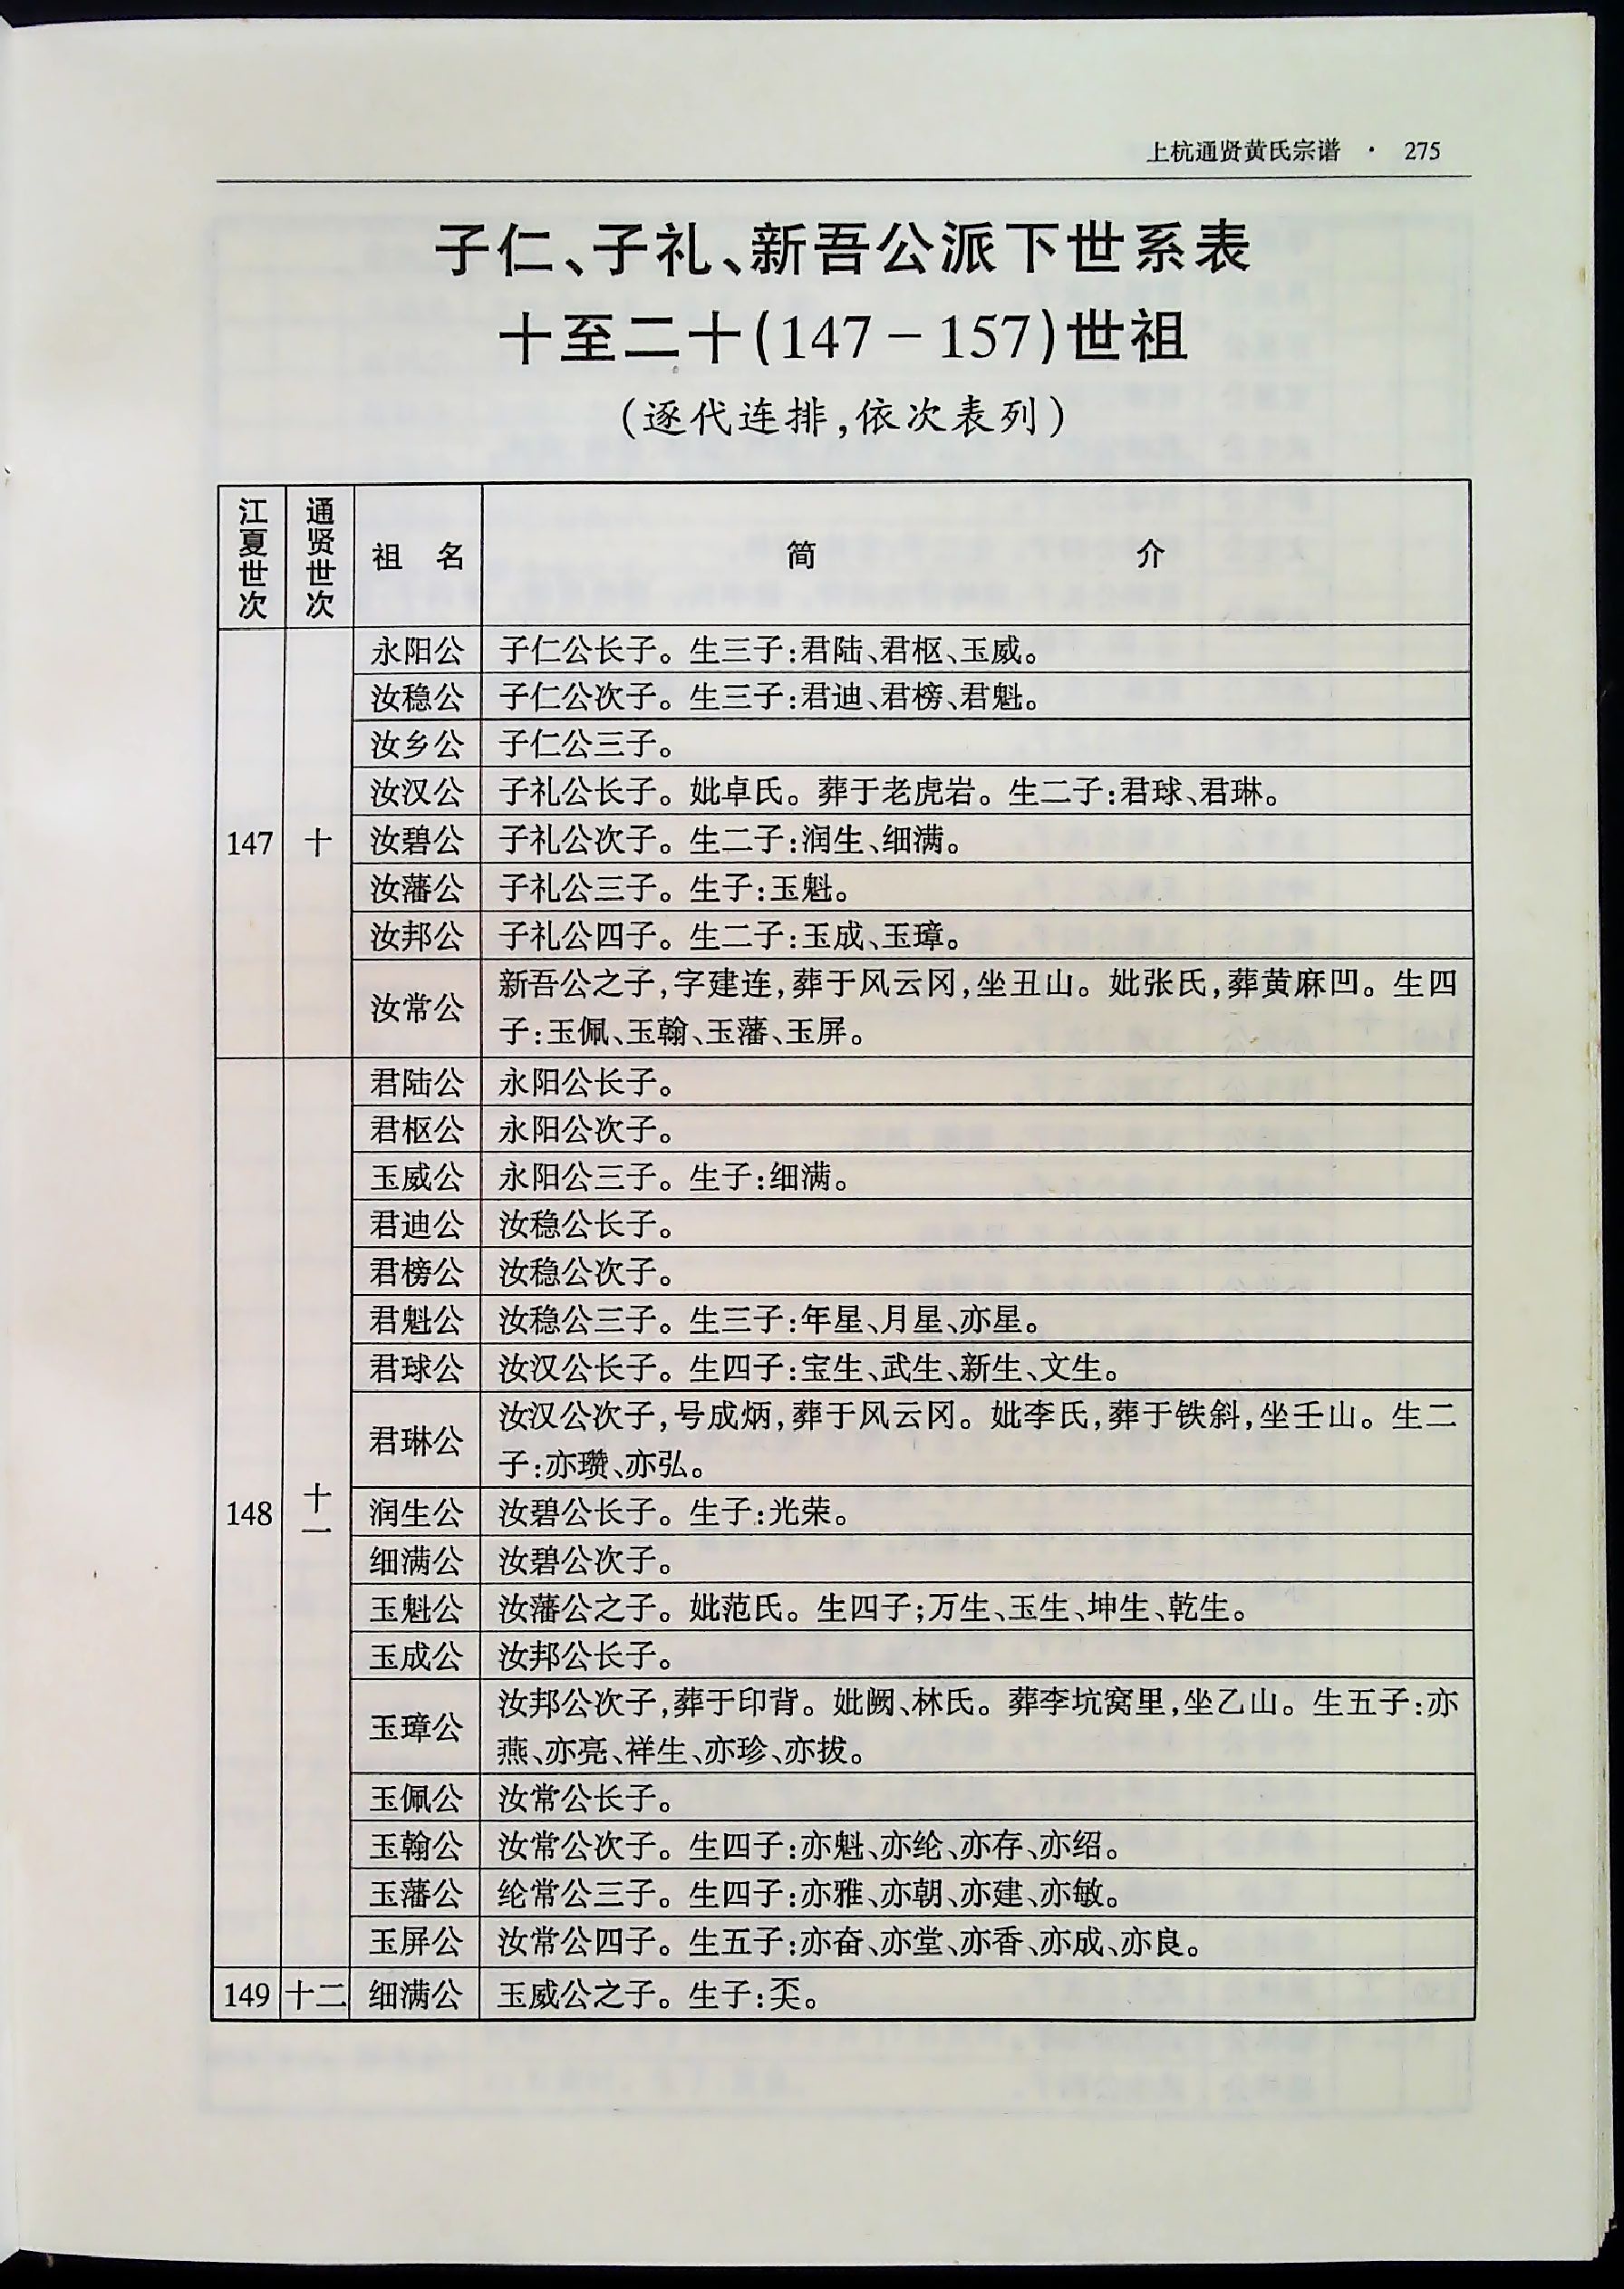 上杭通贤黄氏宗谱 · 275
子仁、子礼、新吾公派下世系表
十至二十(147－157)世祖
(逐代连排,依次表列)
江夏世次 通贤世次 祖 名 简 介
147 十
永阳公 子仁公长子。生三子:君陆、君枢、玉威。
汝稳公 子仁公次子。生三子:君迪、君榜、君魁。
汝乡公 子仁公三子。
汝汉公 子礼公长子。妣卓氏。葬于老虎岩。生二子:君球、君琳。
汝碧公 子礼公次子。生二子:润生、细满。
汝藩公 子礼公三子。生子:玉魁。
汝邦公 子礼公四子。生二子:玉成、玉璋。
汝常公 新吾公之子,字建连,葬于风云冈,坐丑山。妣张氏,葬黄麻凹。生四
子:玉佩、玉翰、玉藩、玉屏。
148 十一
君陆公 永阳公长子。
君枢公 永阳公次子。
玉威公 永阳公三子。生子:细满。
君迪公 汝稳公长子。
君榜公 汝稳公次子。
君魁公 汝稳公三子。生三子:年星、月星、亦星。
君球公 汝汉公长子。生四子:宝生、武生、新生、文生。
君琳公 汝汉公次子,号成炳,葬于风云冈。妣李氏,葬于铁斜,坐壬山。生二
子:亦瓒、亦弘。
润生公 汝碧公长子。生子:光荣。
细满公 汝碧公次子。
玉魁公 汝藩公之子。妣范氏。生四子;万生、玉生、坤生、乾生。
玉成公 汝邦公长子。
玉璋公 汝邦公次子,葬于印背。妣阙、林氏。葬李坑窝里,坐乙山。生五子:亦
燕、亦亮、祥生、亦珍、亦拔。
玉佩公 汝常公长子。
玉翰公 汝常公次子。生四子:亦魁、亦纶、亦存、亦绍。
玉藩公 纶常公三子。生四子:亦雅、亦朝、亦建、亦敏。
玉屏公 汝常公四子。生五子:亦奋、亦堂、亦香、亦成、亦良。
149 十二 细满公 玉威公之子。生子:奀。